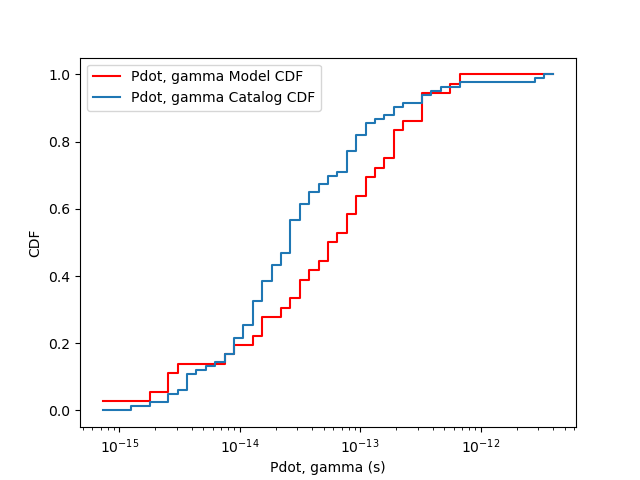 Pdot, gamma Model CDF
Pdot, gamma Catalog CDF
1.0
0.8
0.6
0.4
0.2
0.0
CDF
10⁻¹⁵
10⁻¹⁴
10⁻¹³
10⁻¹²
Pdot, gamma (s)